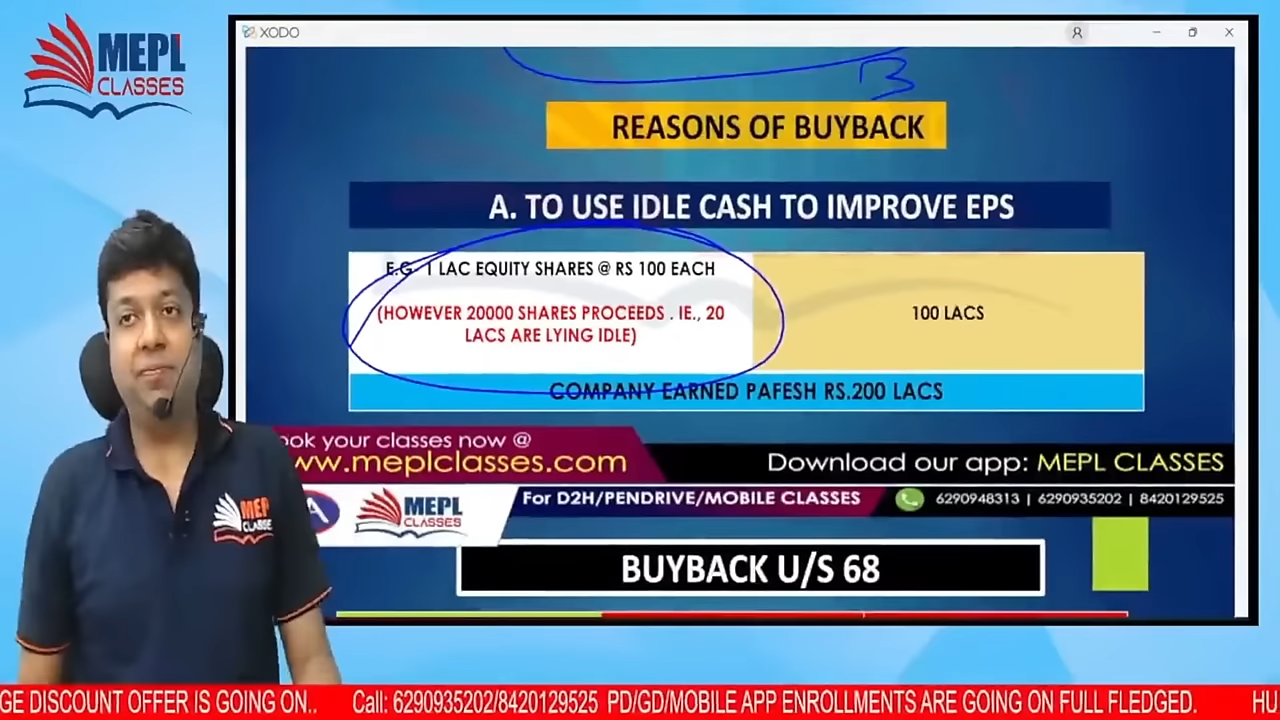 MEPL
CLASSES
XODO
B
REASONS OF BUYBACK
A. TO USE IDLE CASH TO IMPROVE EPS
E.G. 1 LAC EQUITY SHARES @ RS 100 EACH
(HOWEVER 20000 SHARES PROCEEDS . IE., 20
LACS ARE LYING IDLE)
100 LACS
COMPANY EARNED PAFESH RS.200 LACS
ook your classes now @
ww.meplclasses.com
Download our app: MEPL CLASSES
A
MEPL
CLASSES
For D2H/PENDRIVE/MOBILE CLASSES
6290948313 | 6290935202 | 8420129525
MEP
CLASSE
BUYBACK U/S 68
GE DISCOUNT OFFER IS GOING ON.. Call: 6290935202/8420129525 PD/GD/MOBILE APP ENROLLMENTS ARE GOING ON FULL FLEDGED. HU